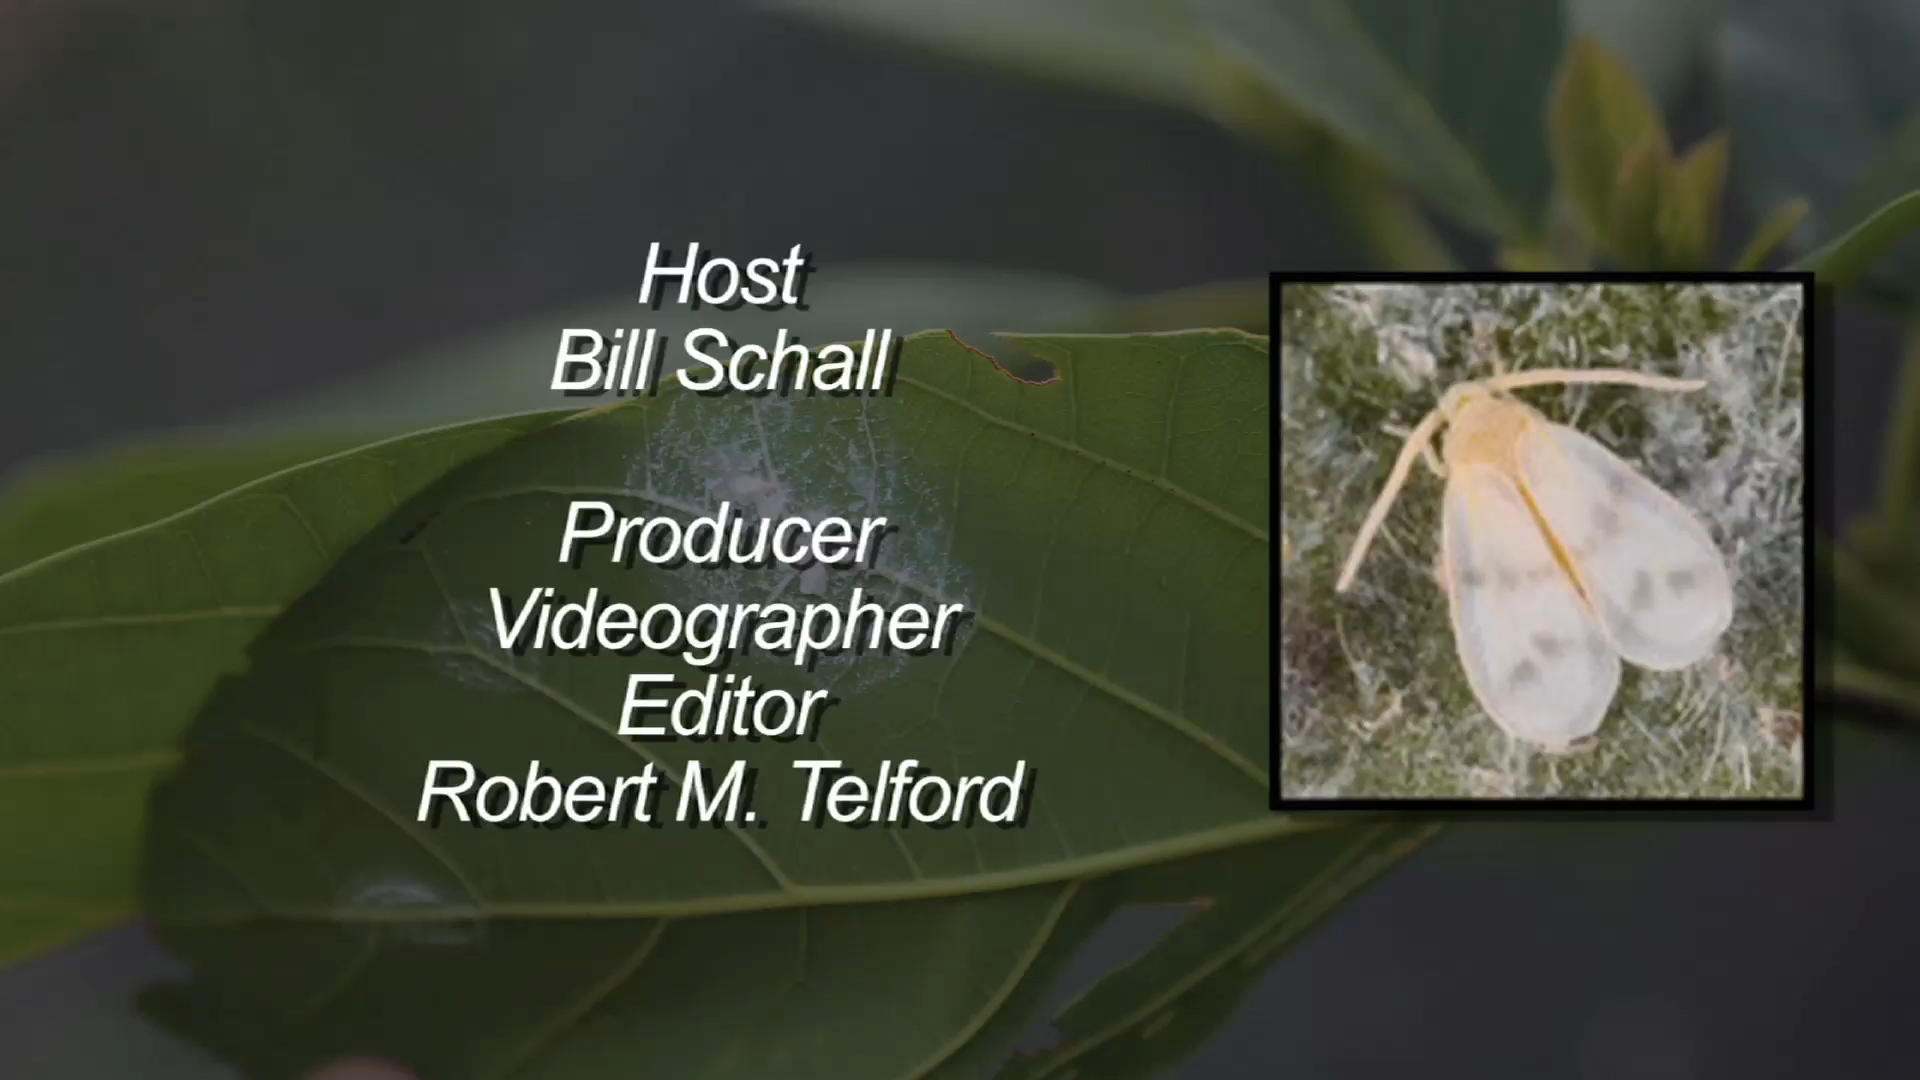 Host
Bill Schall
Producer
Videographer
Editor
Robert M. Telford